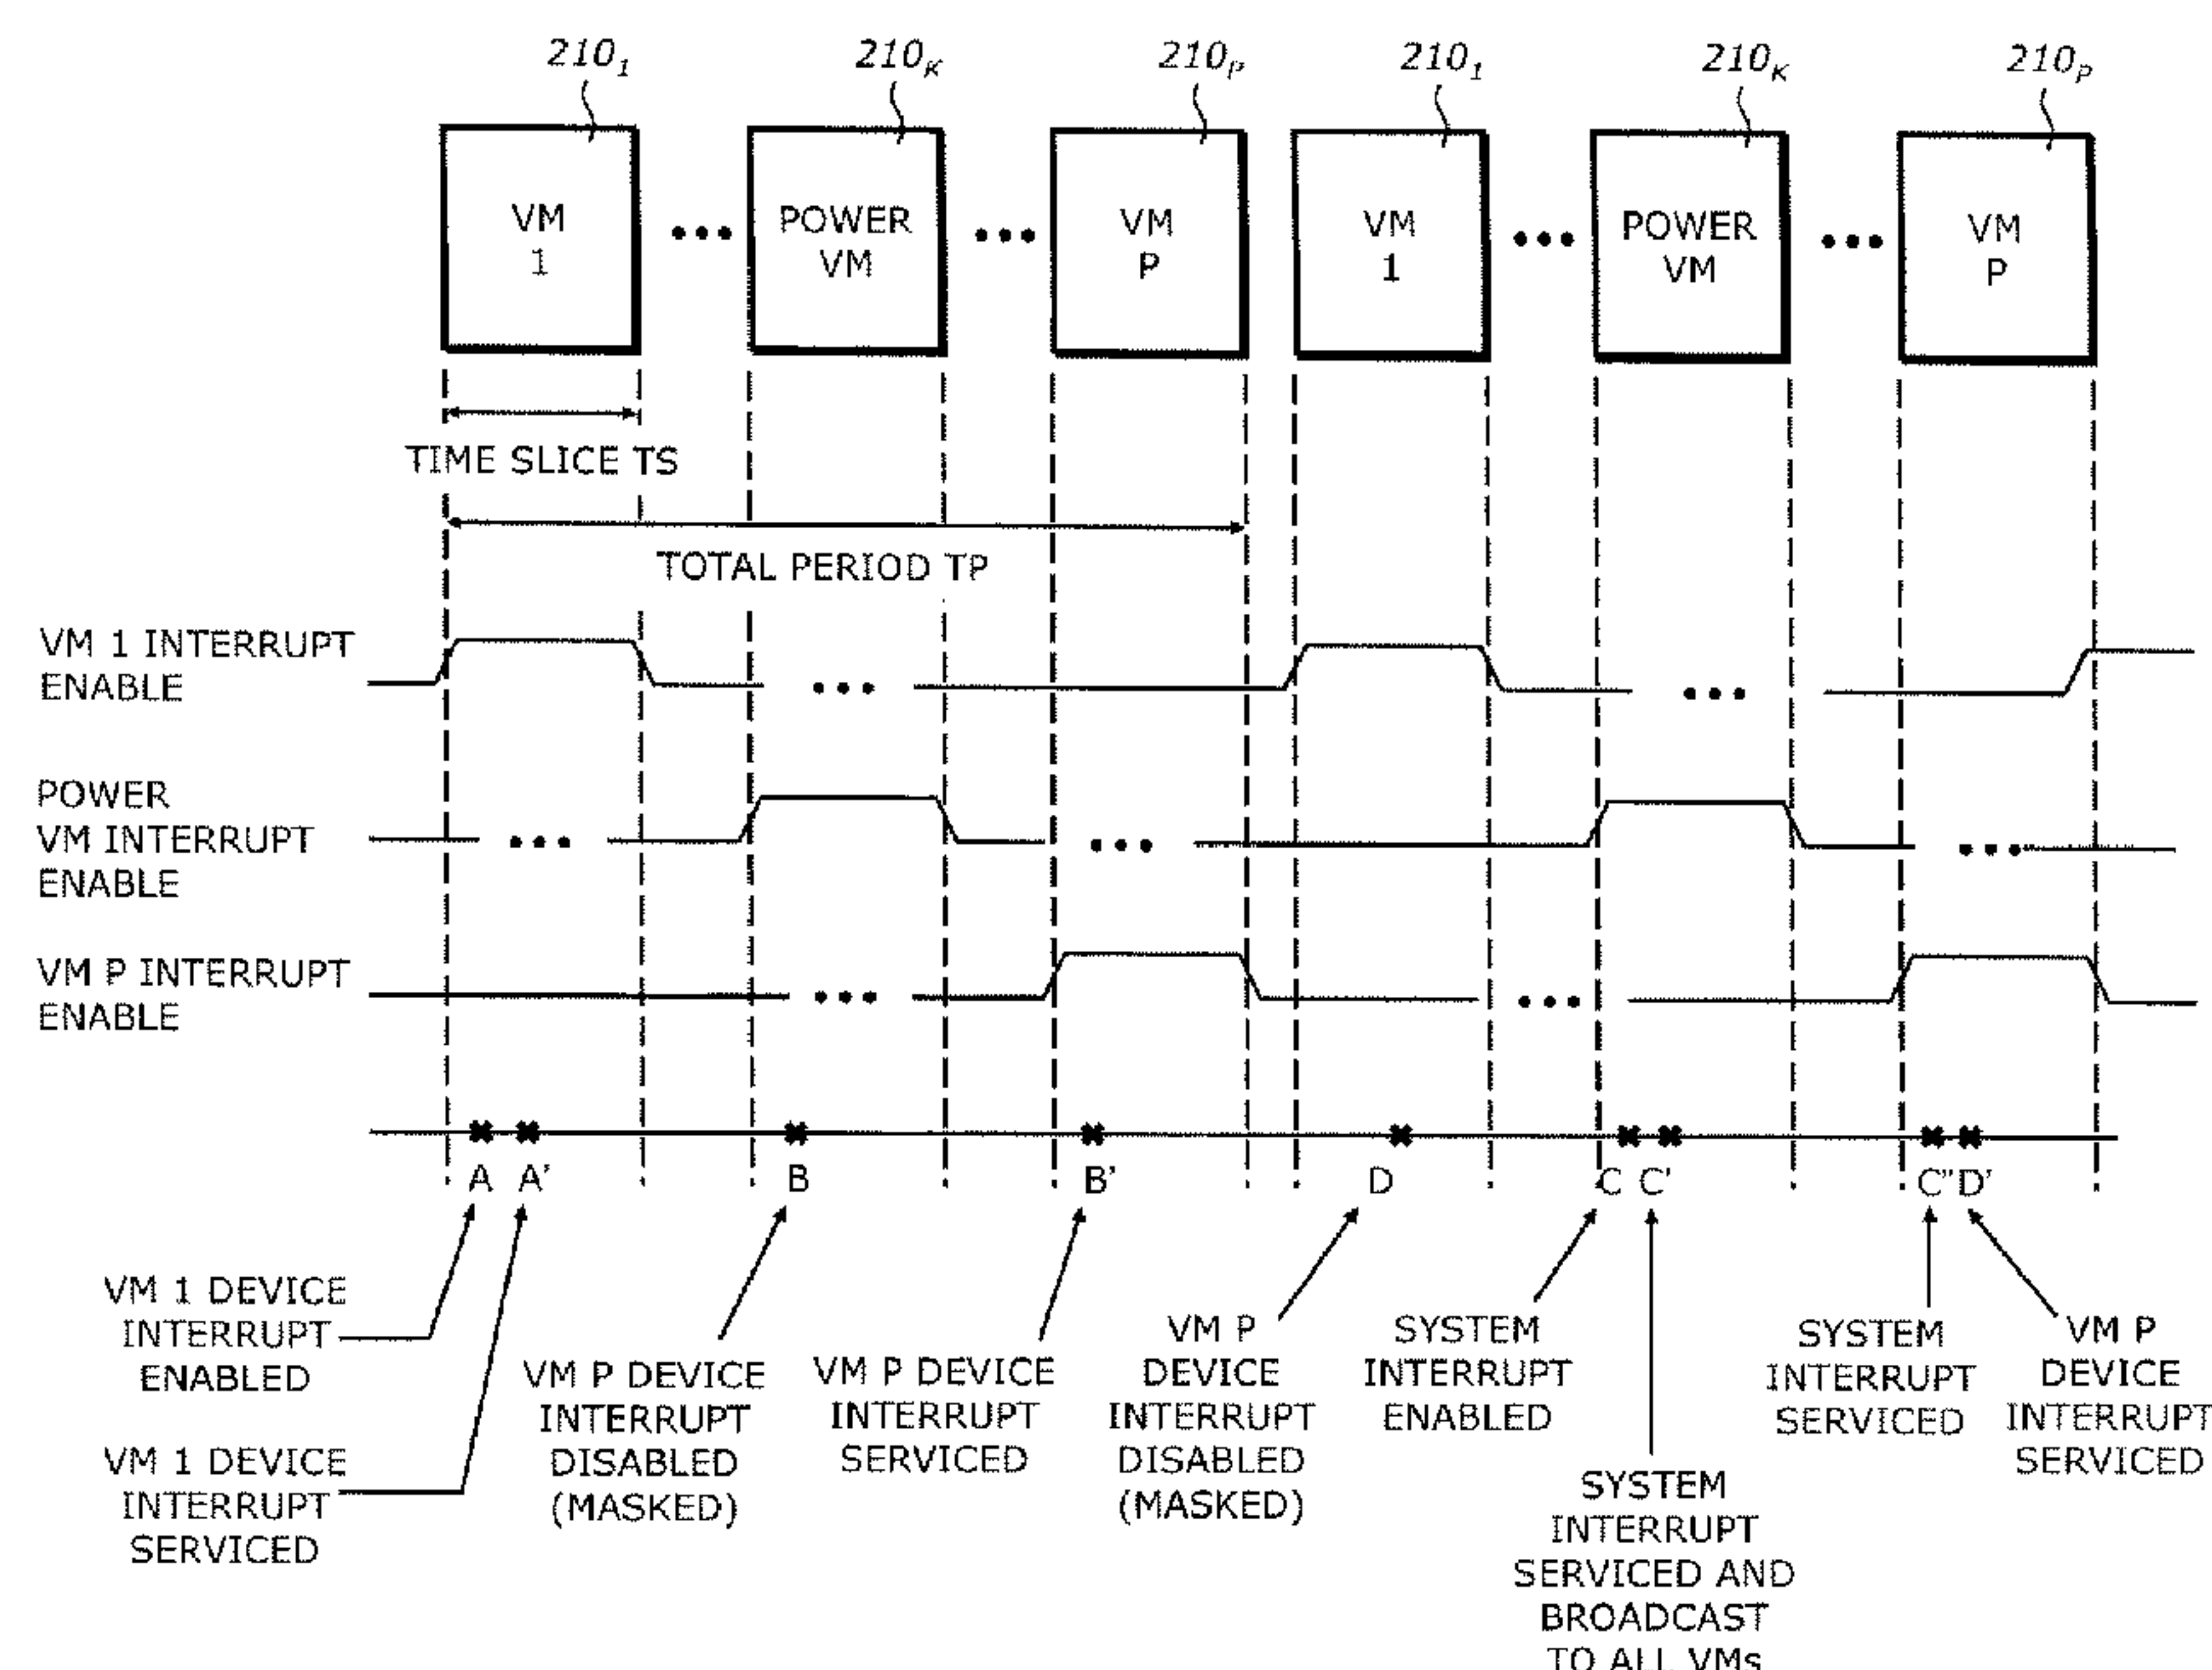 210₁ 210ₖ 210ₚ 210₁ 210ₖ 210ₚ
VM
1
•••
POWER
VM
•••
VM
P
VM
1
•••
POWER
VM
•••
VM
P
TIME SLICE TS
TOTAL PERIOD TP
VM 1 INTERRUPT
ENABLE
POWER
VM INTERRUPT
ENABLE
VM P INTERRUPT
ENABLE
A A' B B' D C C' C" D'
VM 1 DEVICE
INTERRUPT
ENABLED
VM 1 DEVICE
INTERRUPT
SERVICED
VM P DEVICE
INTERRUPT
DISABLED
(MASKED)
VM P DEVICE
INTERRUPT
SERVICED
VM P
DEVICE
INTERRUPT
DISABLED
(MASKED)
SYSTEM
INTERRUPT
ENABLED
SYSTEM
INTERRUPT
SERVICED AND
BROADCAST
TO ALL VMs
SYSTEM
INTERRUPT
SERVICED
VM P
DEVICE
INTERRUPT
SERVICED